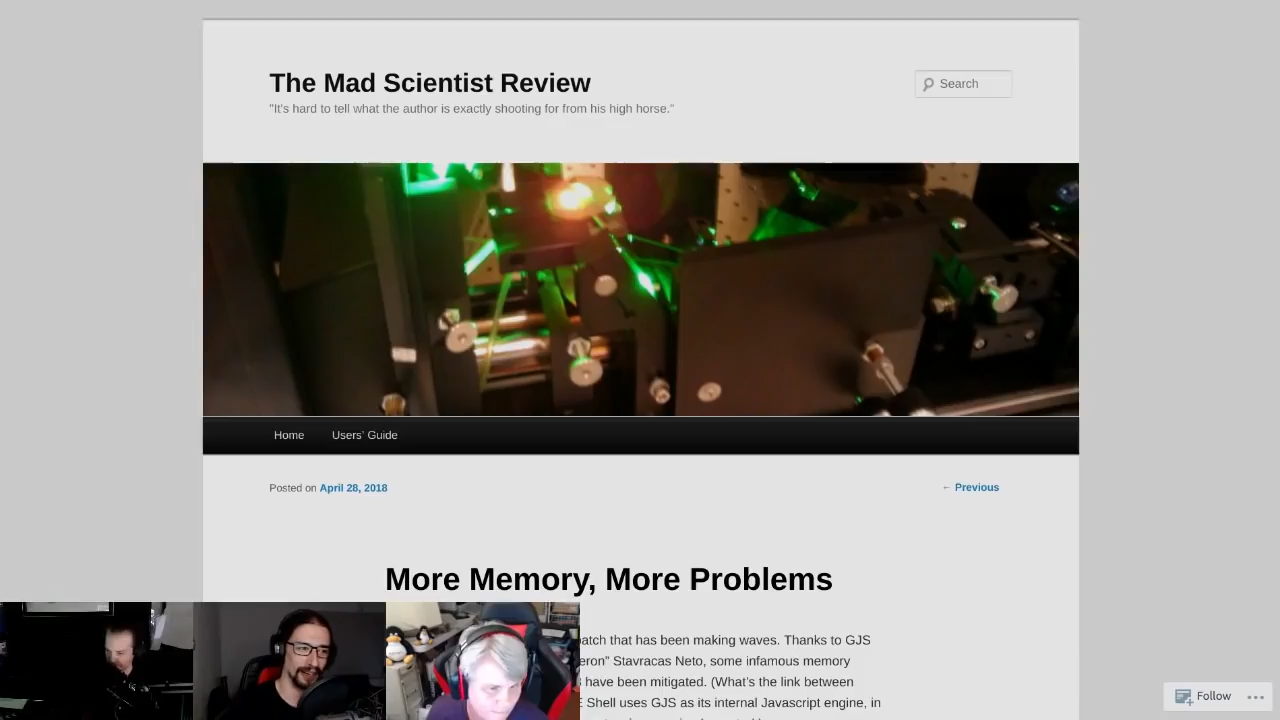 The Mad Scientist Review
"It's hard to tell what the author is exactly shooting for from his high horse."
Search
Home
Users' Guide
Posted on April 28, 2018
← Previous
More Memory, More Problems
atch that has been making waves. Thanks to GJS
eron” Stavracas Neto, some infamous memory
have been mitigated. (What’s the link between
Shell uses GJS as its internal Javascript engine, in
Follow